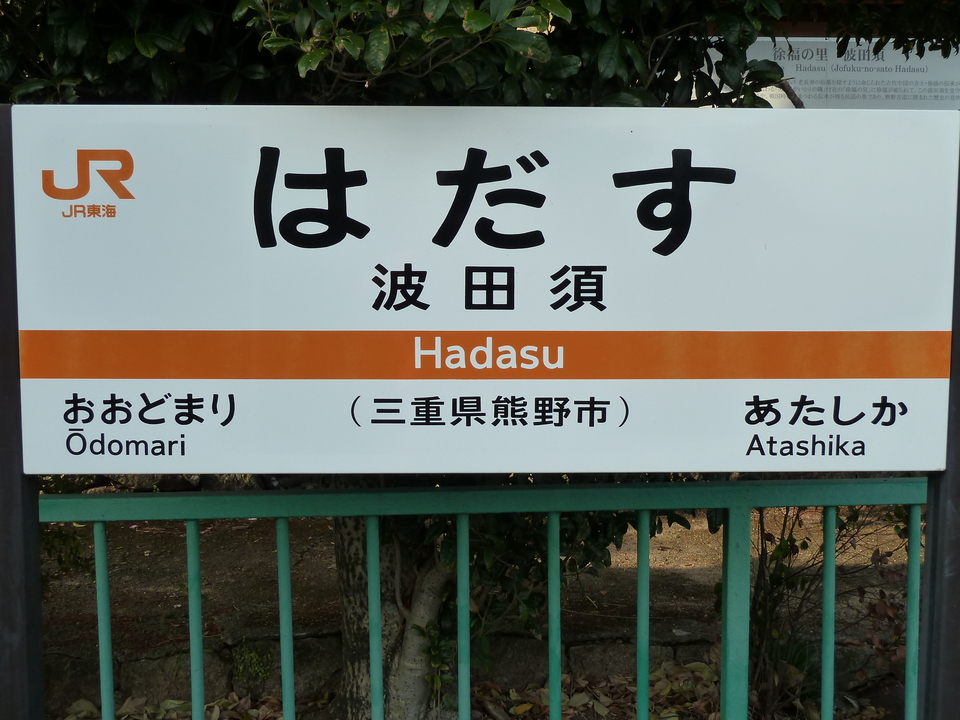 徐福の里 波田須
Hadasu (Jofuku-no-sato Hadasu)
JR
JR東海
はだす
波田須
Hadasu
おおどまり (三重県熊野市) あたしか
Ōdomari Atashika